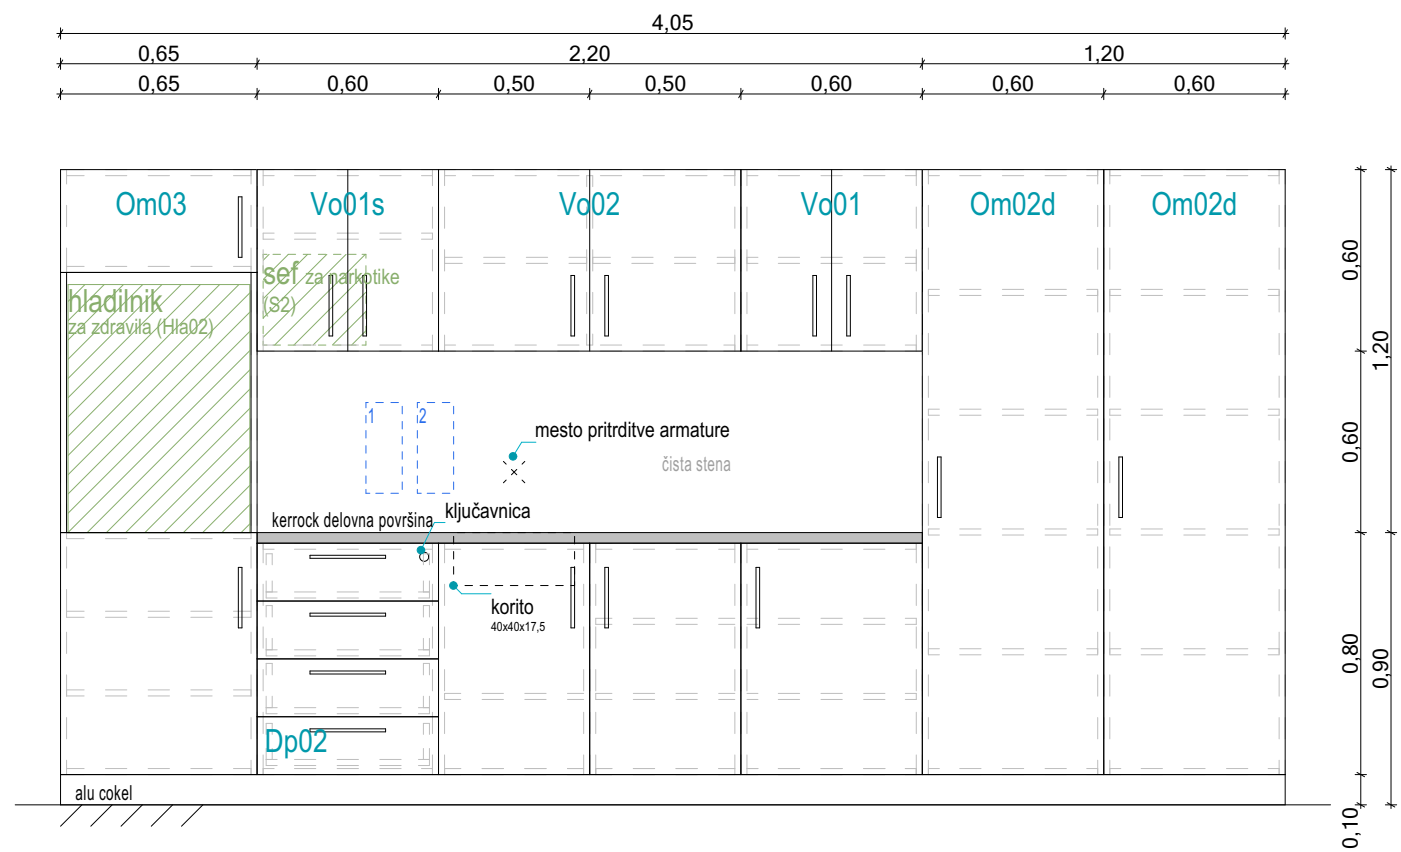 4,05
0,65
2,20
1,20
0,65
0,60
0,50
0,50
0,60
0,60
0,60
Om03
Vo01s
Vo02
Vo01
Om02d
Om02d
sef za narkotike
(S2)
hladilnik
za zdravila (Hla02)
0,60
1,20
1
2
mesto pritrditve armature
čista stena
0,60
ključavnica
kerrock delovna površina
korito
40x40x17,5
0,80
0,90
Dp02
alu cokel
0,10